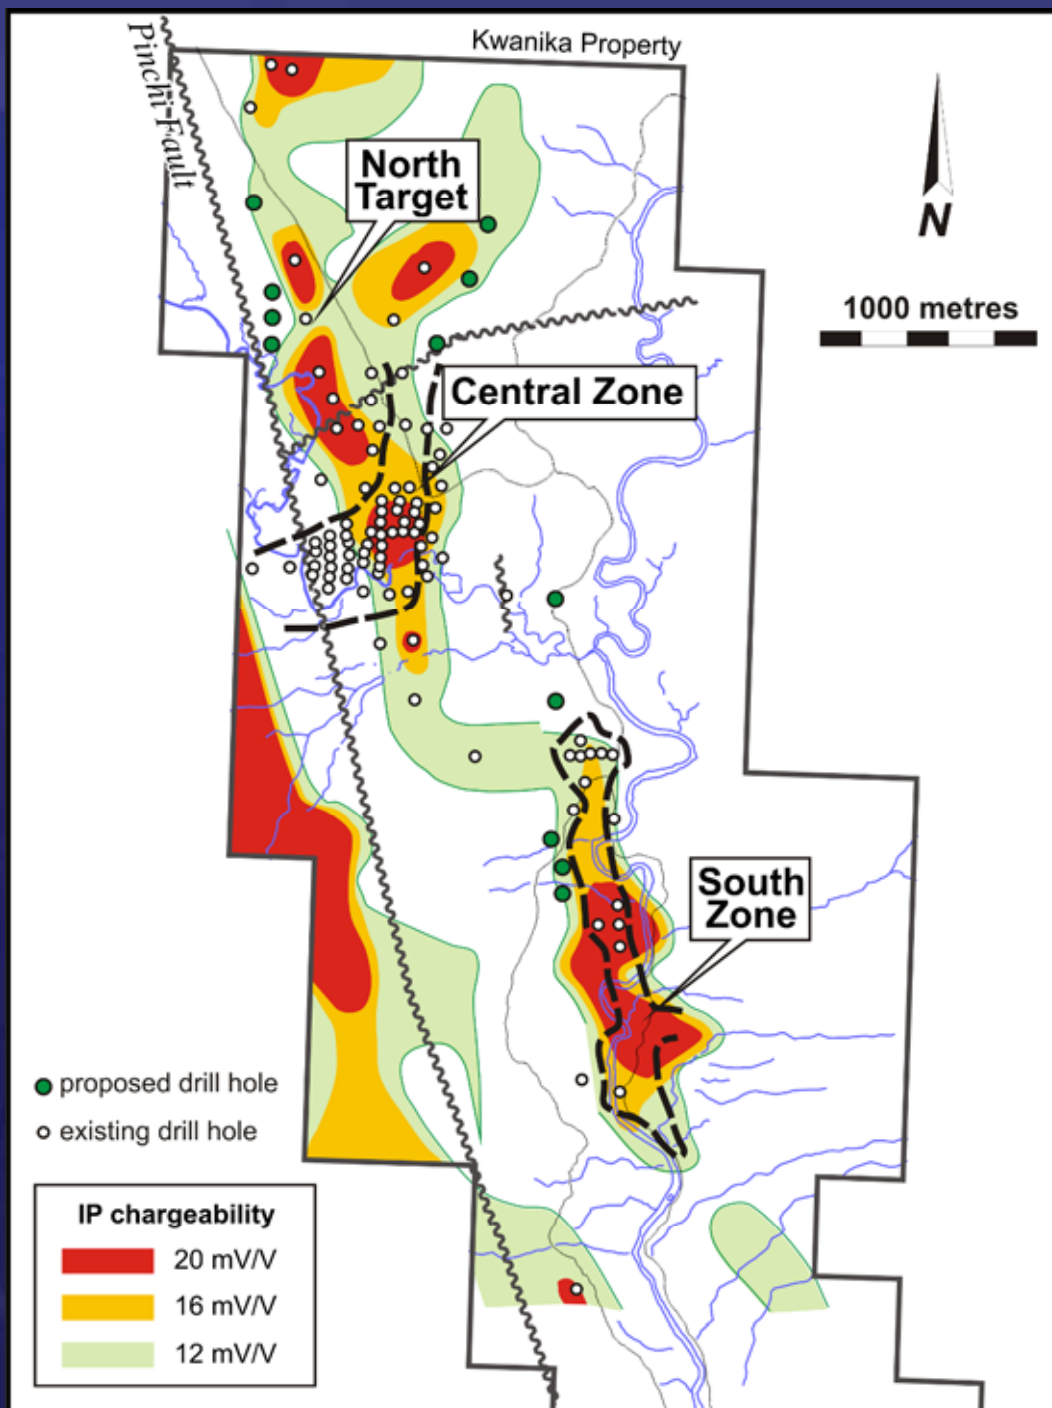 Kwanika Property
Pinchi Fault
North
Target
N
1000 metres
Central Zone
South
Zone
proposed drill hole
existing drill hole
IP chargeability
20 mV/V
16 mV/V
12 mV/V